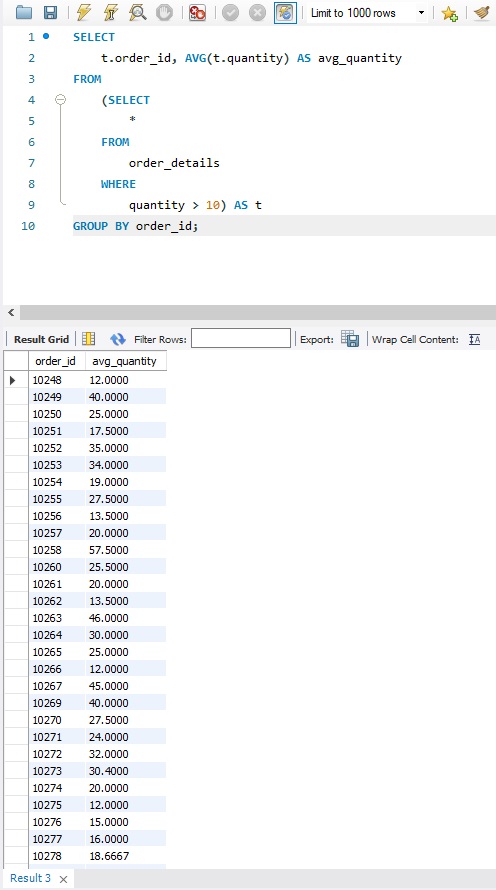 Limit to 1000 rows
1 SELECT
2 t.order_id, AVG(t.quantity) AS avg_quantity
3 FROM
4 (SELECT
5 *
6 FROM
7 order_details
8 WHERE
9 quantity > 10) AS t
10 GROUP BY order_id;
Result Grid Filter Rows: Export: Wrap Cell Content: IA
order_id avg_quantity
10248 12.0000
10249 40.0000
10250 25.0000
10251 17.5000
10252 35.0000
10253 34.0000
10254 19.0000
10255 27.5000
10256 13.5000
10257 20.0000
10258 57.5000
10260 25.5000
10261 20.0000
10262 13.5000
10263 46.0000
10264 30.0000
10265 25.0000
10266 12.0000
10267 45.0000
10269 40.0000
10270 27.5000
10271 24.0000
10272 32.0000
10273 30.4000
10274 20.0000
10275 12.0000
10276 15.0000
10277 16.0000
10278 18.6667
Result 3